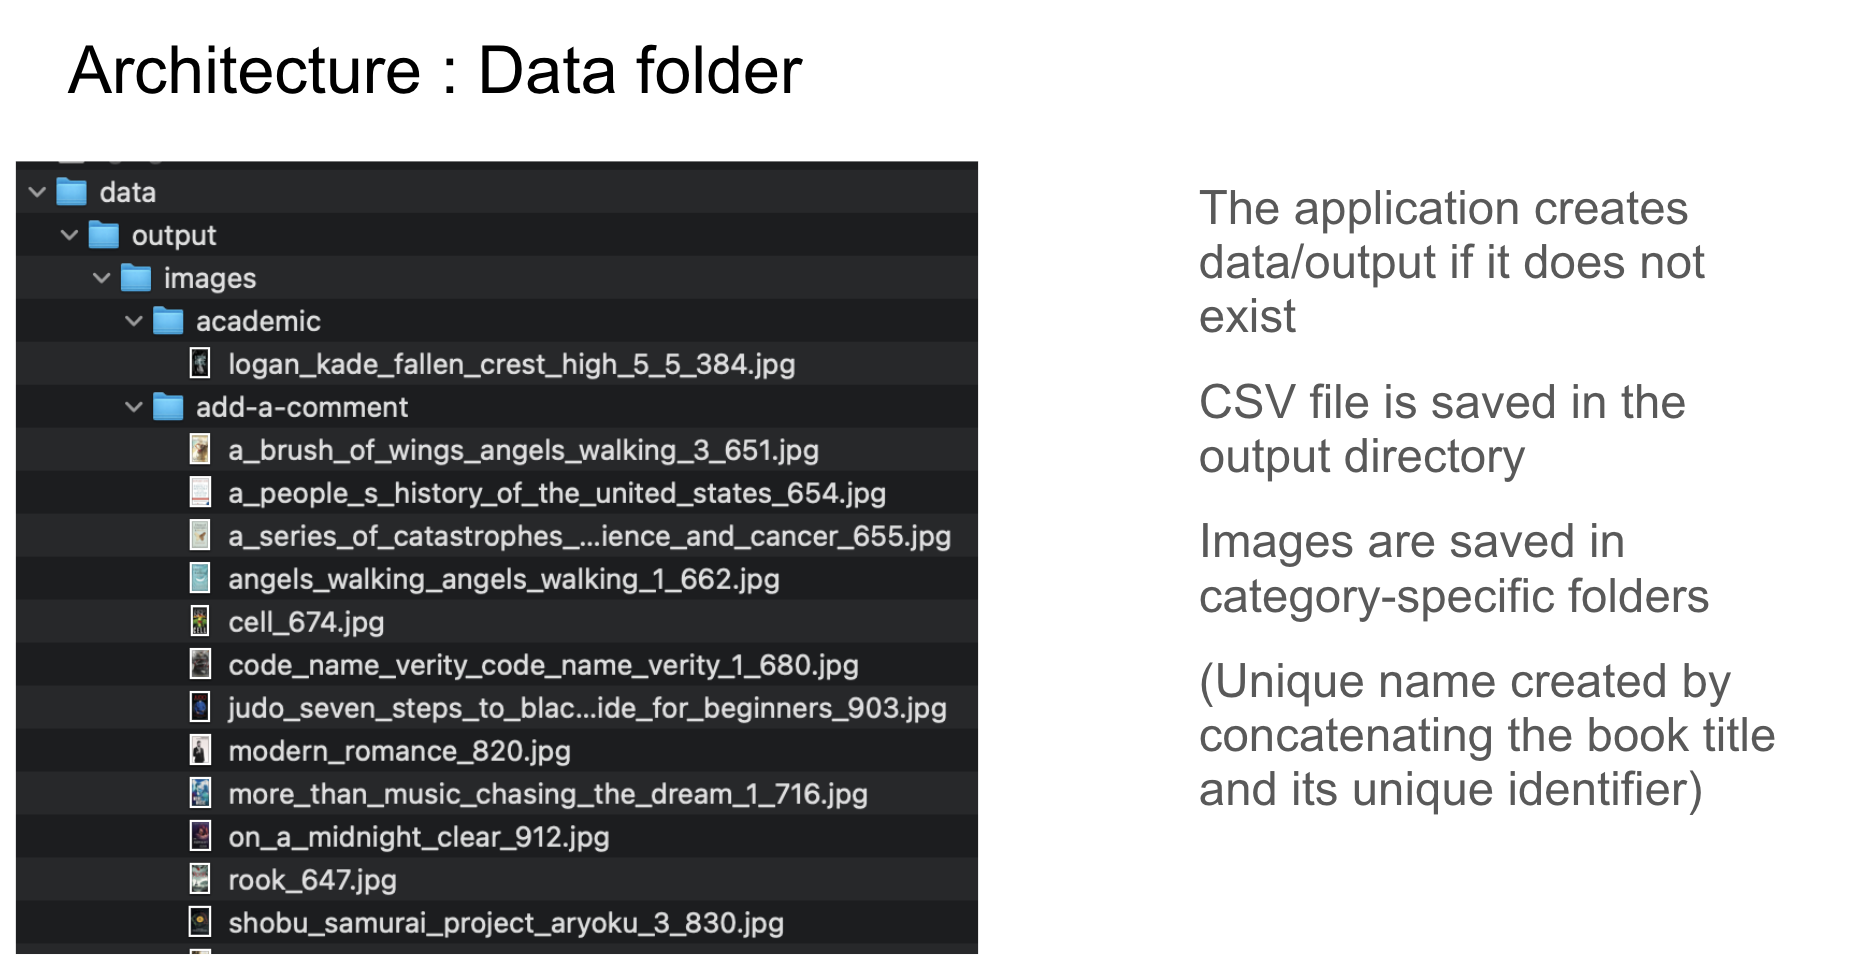 Architecture : Data folder
data
output
images
academic
logan_kade_fallen_crest_high_5_5_384.jpg
add-a-comment
a_brush_of_wings_angels_walking_3_651.jpg
a_people_s_history_of_the_united_states_654.jpg
a_series_of_catastrophes_...ience_and_cancer_655.jpg
angels_walking_angels_walking_1_662.jpg
cell_674.jpg
code_name_verity_code_name_verity_1_680.jpg
judo_seven_steps_to_blac...ide_for_beginners_903.jpg
modern_romance_820.jpg
more_than_music_chasing_the_dream_1_716.jpg
on_a_midnight_clear_912.jpg
rook_647.jpg
shobu_samurai_project_aryoku_3_830.jpg
The application creates
data/output if it does not
exist
CSV file is saved in the
output directory
Images are saved in
category-specific folders
(Unique name created by
concatenating the book title
and its unique identifier)